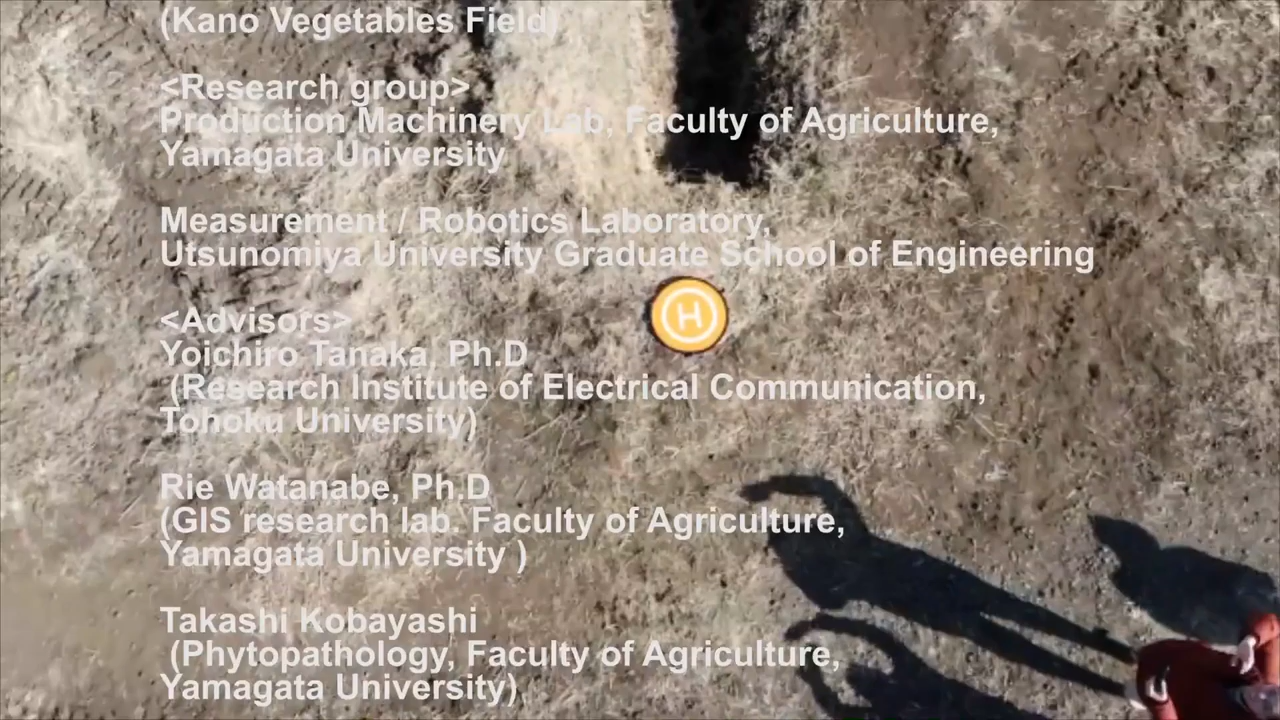 (Kano Vegetables Field)
<Research group>
Production Machinery Lab, Faculty of Agriculture,
Yamagata University
Measurement / Robotics Laboratory,
Utsunomiya University Graduate School of Engineering
H
<Advisors>
Yoichiro Tanaka, Ph.D
(Research Institute of Electrical Communication,
Tohoku University)
Rie Watanabe, Ph.D
(GIS research lab. Faculty of Agriculture,
Yamagata University )
Takashi Kobayashi
(Phytopathology, Faculty of Agriculture,
Yamagata University)